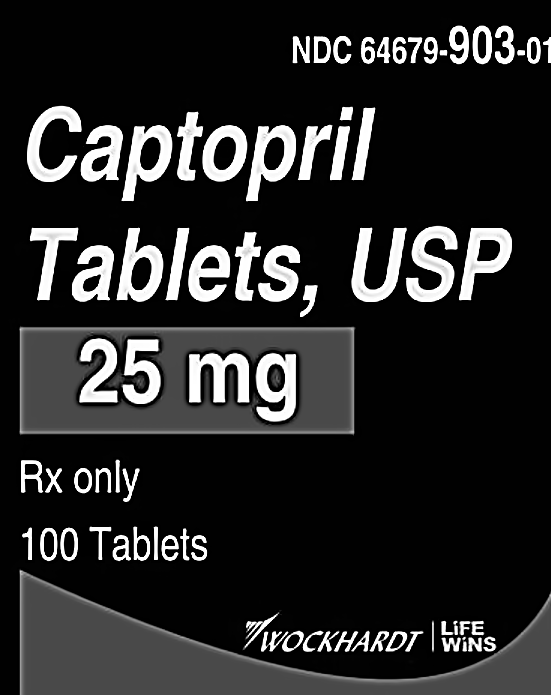 NDC 64679-903-01
Captopril
Tablets, USP
25 mg
Rx only
100 Tablets
WOCKHARDT | LiFE
WiNS